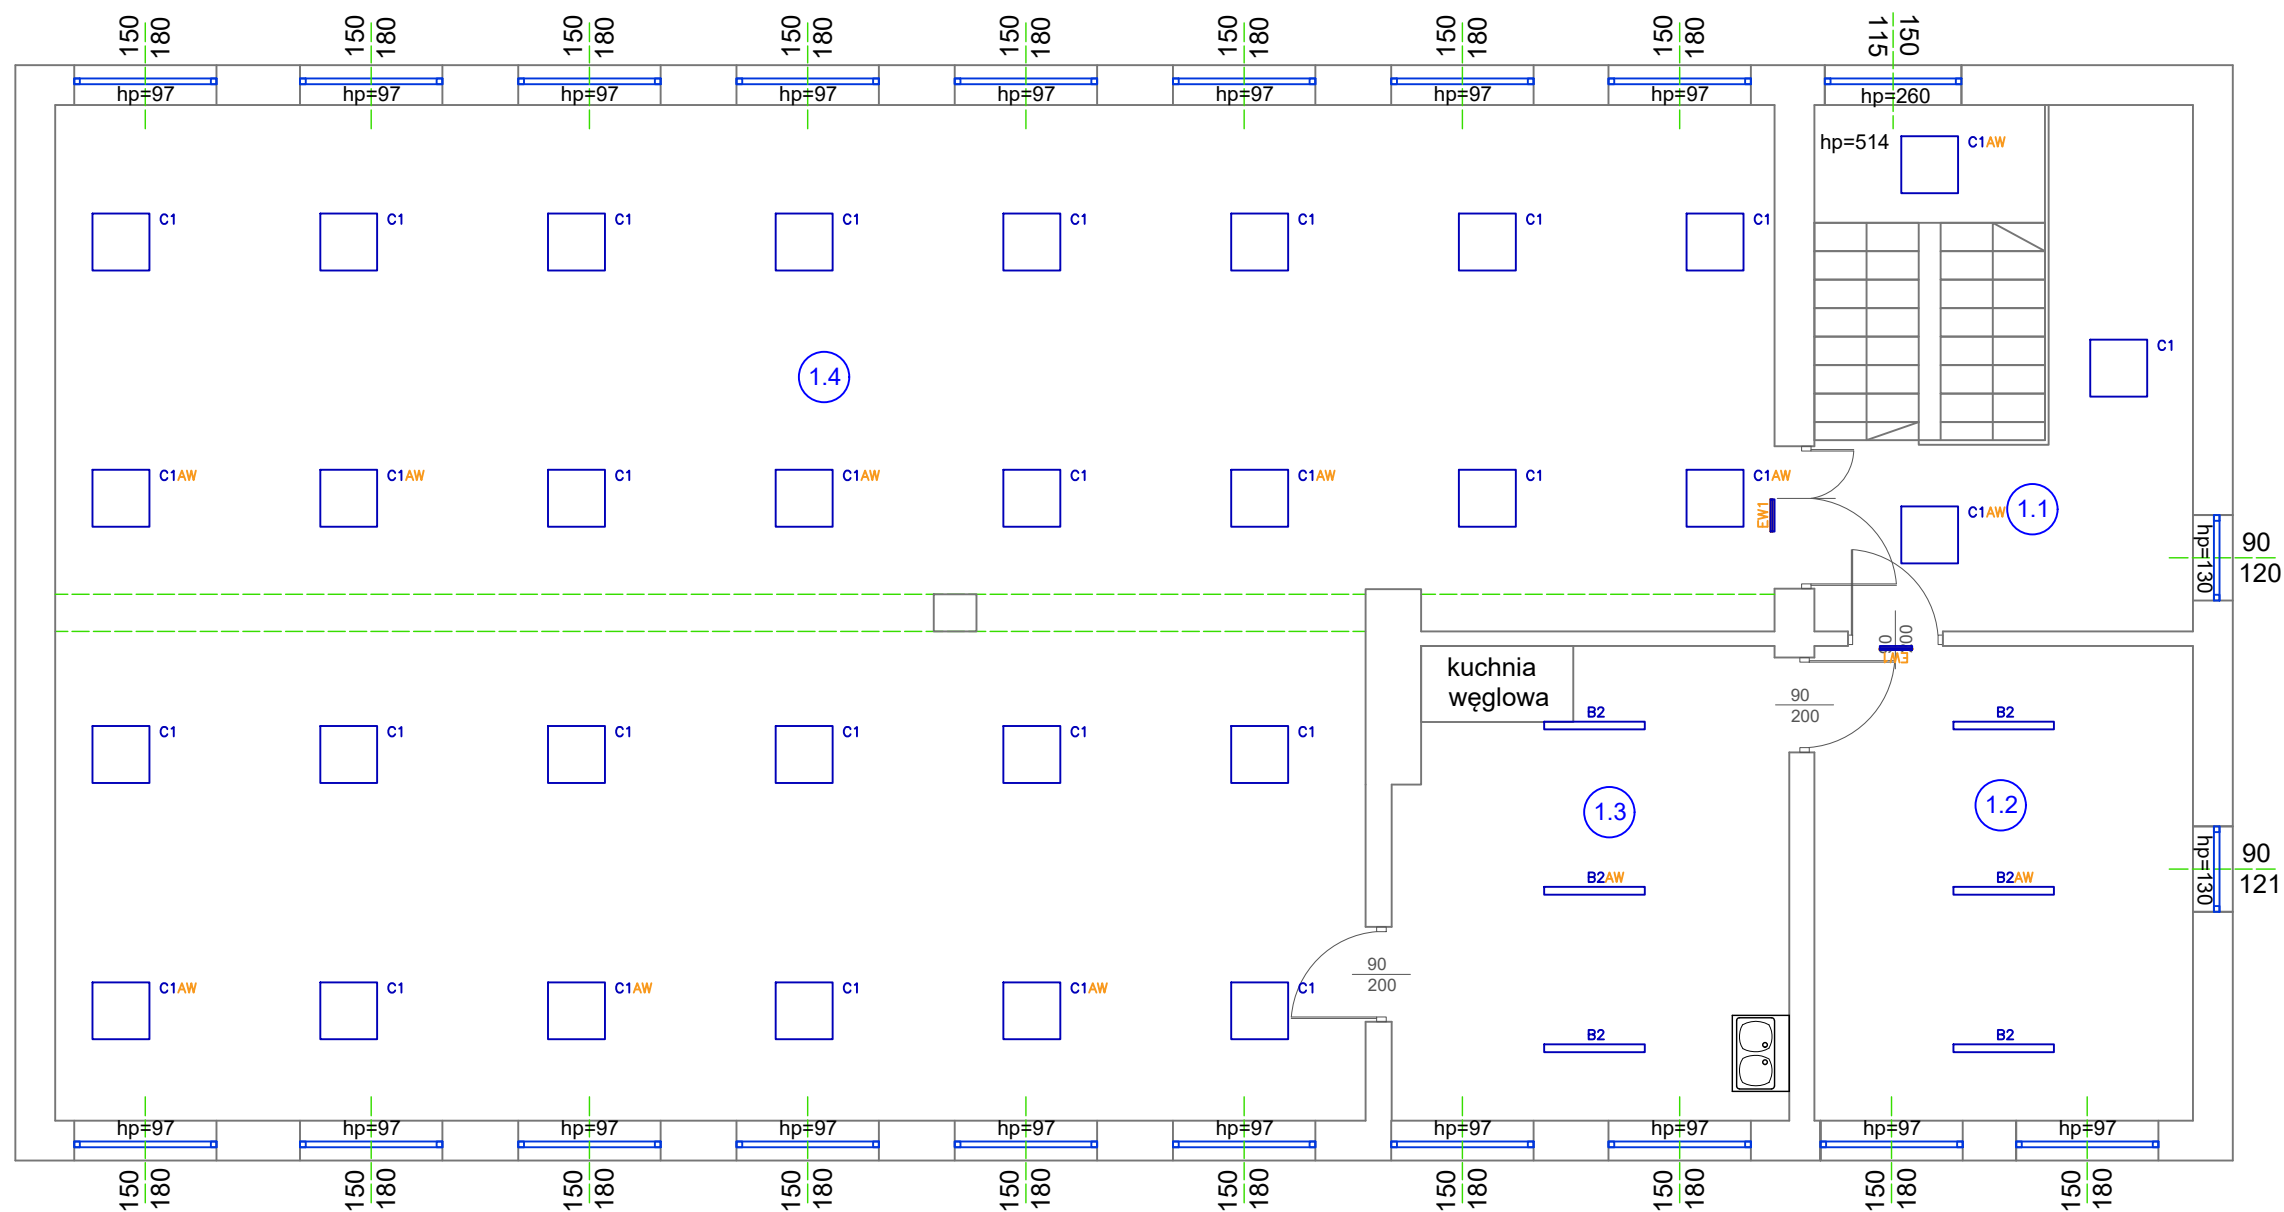 150 180 150 180 150 180 150 180 150 180 150 180 150 180 150 180 150 115
hp=97 hp=97 hp=97 hp=97 hp=97 hp=97 hp=97 hp=97 hp=260
hp=514 C1AW
C1 C1 C1 C1 C1 C1 C1 C1
C1
1.4
C1AW C1AW C1 C1AW C1 C1AW C1 C1AW
EW1
C1AW 1.1
hp=130 90
120
EW1
kuchnia
węglowa
90
200
B2 B2
C1 C1 C1 C1 C1 C1
1.3 1.2
hp=130 90
121
B2AW B2AW
90
200
C1AW C1 C1AW C1 C1AW C1
B2 B2
hp=97 hp=97 hp=97 hp=97 hp=97 hp=97 hp=97 hp=97 hp=97 hp=97
150 180 150 180 150 180 150 180 150 180 150 180 150 180 150 180 150 180 150 180